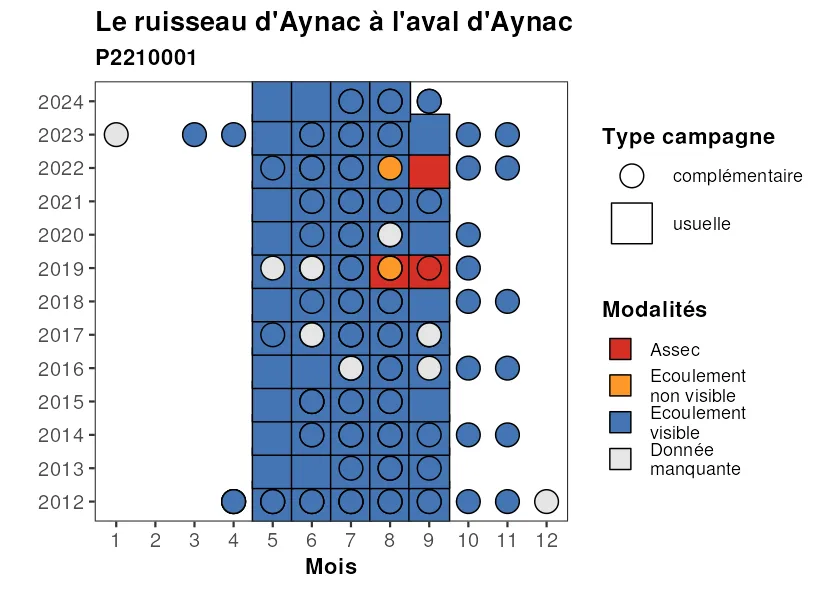 Le ruisseau d'Aynac à l'aval d'Aynac
P2210001
2024
2023
2022
2021
2020
2019
2018
2017
2016
2015
2014
2013
2012
1 2 3 4 5 6 7 8 9 10 11 12
Mois
Type campagne
complémentaire
usuelle
Modalités
Assec
Ecoulement
non visible
Ecoulement
visible
Donnée
manquante